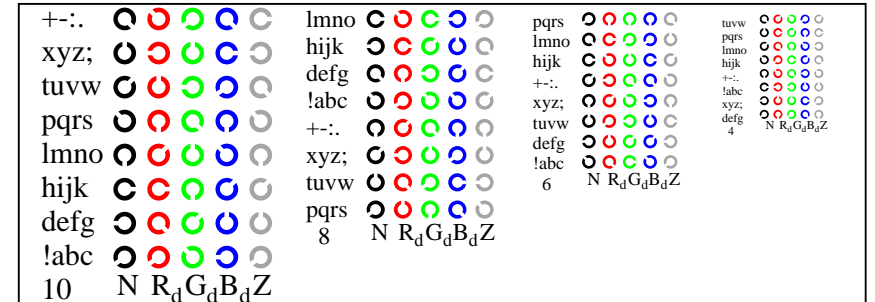 +-:.
xyz;
tuvw
pqrs
lmno
hijk
defg
!abc
10 N RdGdBdZ
lmno
hijk
defg
!abc
+-:.
xyz;
tuvw
pqrs
8 N RdGdBdZ
pqrs
lmno
hijk
+-:.
xyz;
tuvw
defg
!abc
6 N RdGdBdZ
tuvw
pqrs
lmno
hijk
+-:.
!abc
xyz;
defg
4 N RdGdBdZ